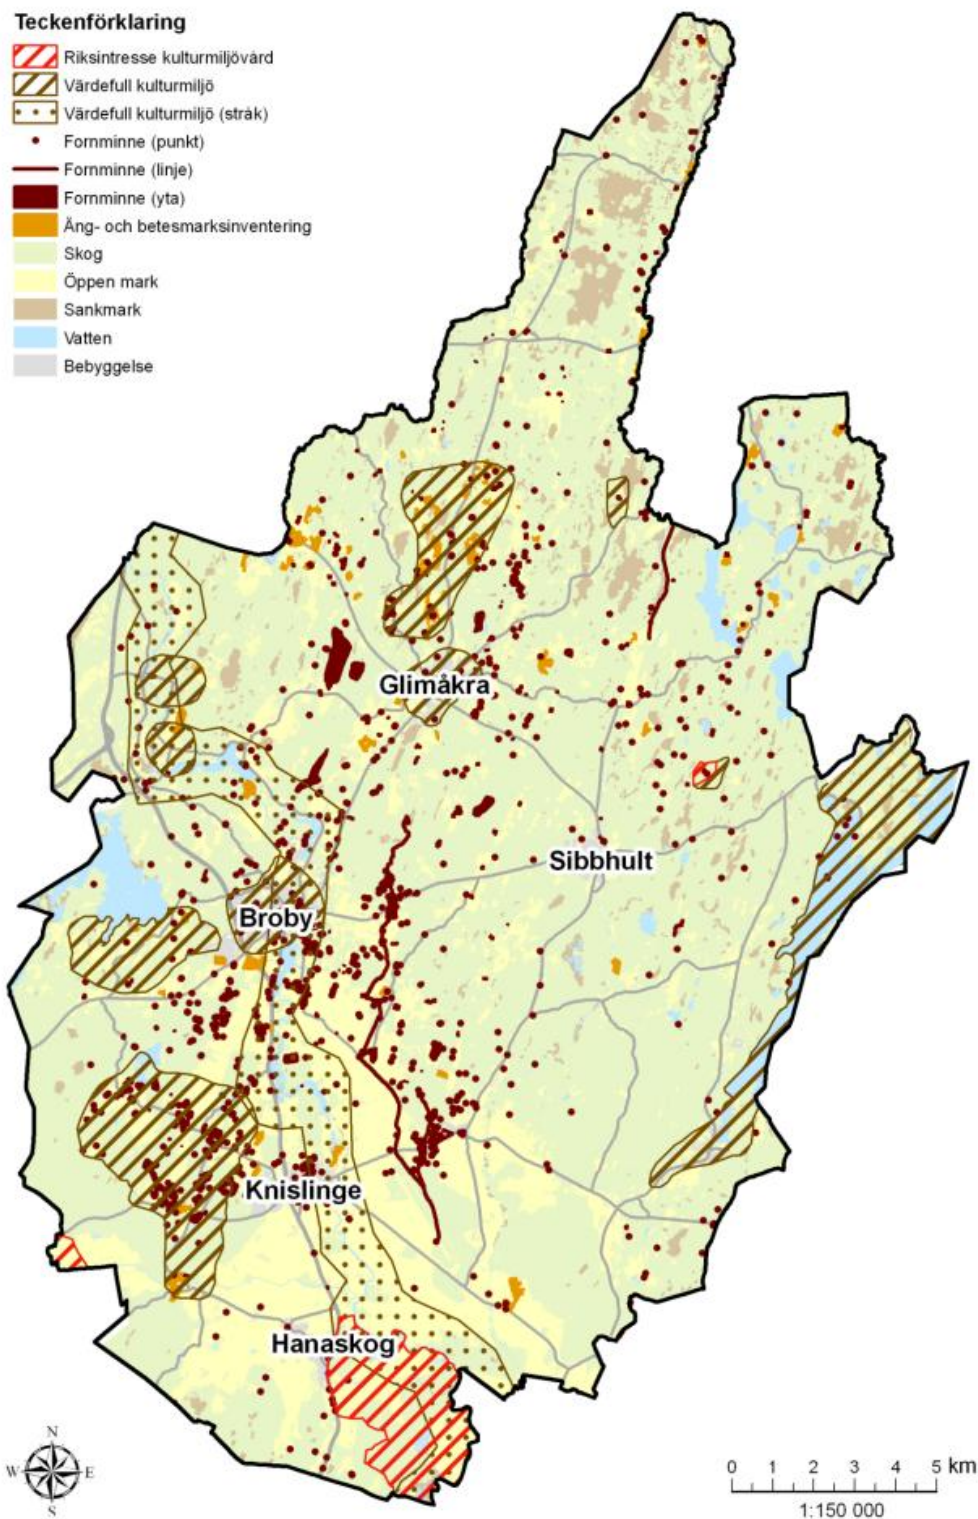 Teckenförklaring
Riksintresse kulturmiljövård
Värdefull kulturmiljö
Värdefull kulturmiljö (stråk)
Fornminne (punkt)
Fornminne (linje)
Fornminne (yta)
Äng- och betesmarksinventering
Skog
Öppen mark
Sankmark
Vatten
Bebyggelse
Glimåkra
Sibbhult
Broby
Knislinge
Hanaskog
N
W E
S
0 1 2 3 4 5 km
1:150 000